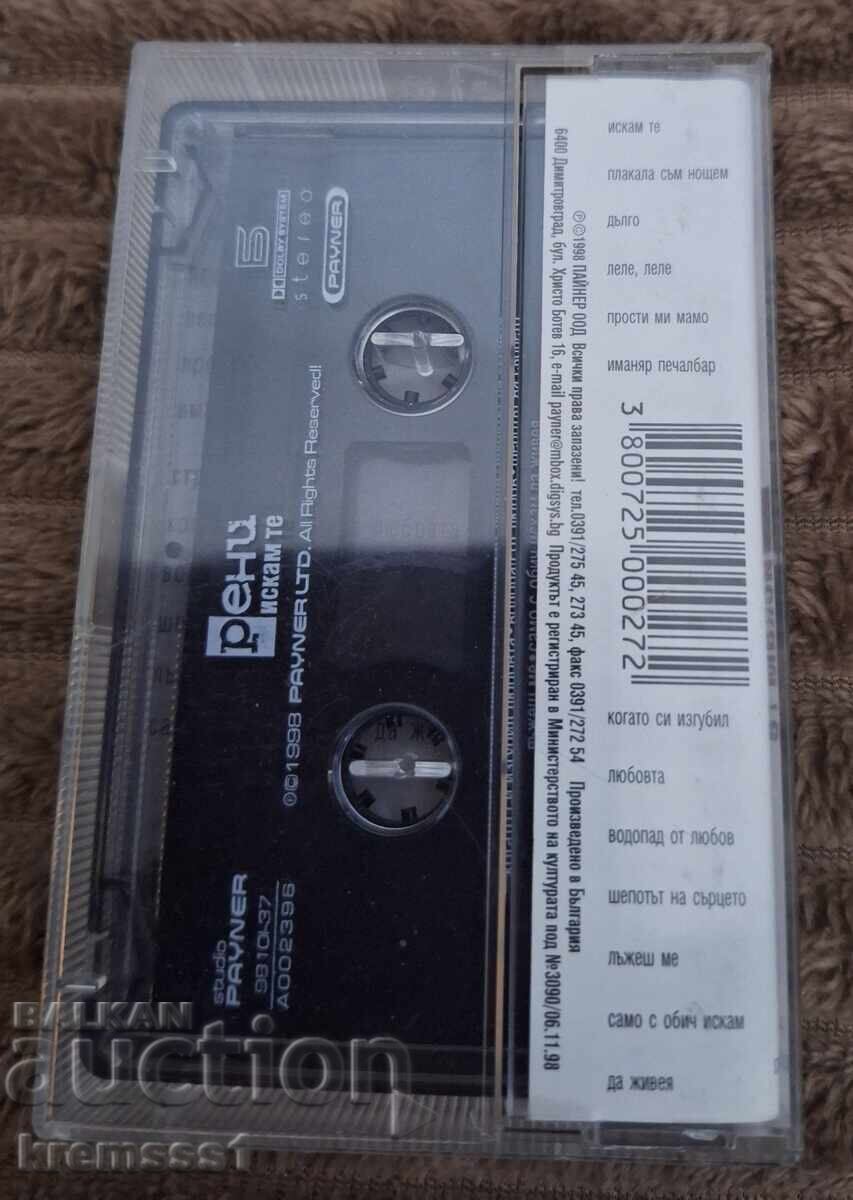 Б
DOLBY SYSTEM
stereo
PAYNER
Рени
искам те
℗©1998 PAYNER LTD. All Rights Reserved!
studio
PAYNER
9810137
A002396
℗©1998 ПАЙНЕР ООД Всички права запазени! тел.0391/275 45, 273 45, факс 0391/272 54 Произведено в България
6400 Димитровград, бул. Христо Ботев 16, e-mail payner@mbox.digsys.bg Продуктът е регистриран в Министерството на културата под №3090/06.11.98
искам те
плакала съм нощем
дълго
леле, леле
прости ми мамо
иманяр печалбар
3 800725 000272
когато си изгубил
любовта
водопад от любов
шепотът на сърцето
лъжеш ме
само с обич искам
да живея
BALKAN
auction
kremsss1